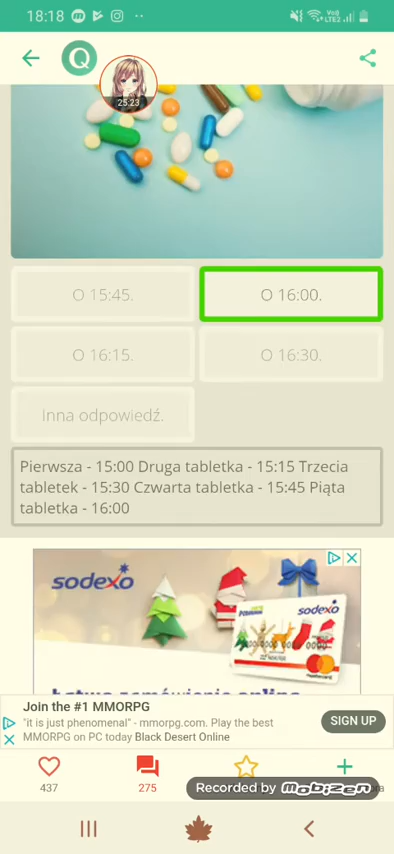 18:18
Vo))
LTE2
Q
25:23
O 15:45.
O 16:00.
O 16:15.
O 16:30.
Inna odpowiedź.
Pierwsza - 15:00 Druga tabletka - 15:15 Trzecia
tabletek - 15:30 Czwarta tabletka - 15:45 Piąta
tabletka - 16:00
sodexo
sodexo
Join the #1 MMORPG
"it is just phenomenal" - mmorpg.com. Play the best
MMORPG on PC today Black Desert Online
SIGN UP
437
275
Recorded by mobizen